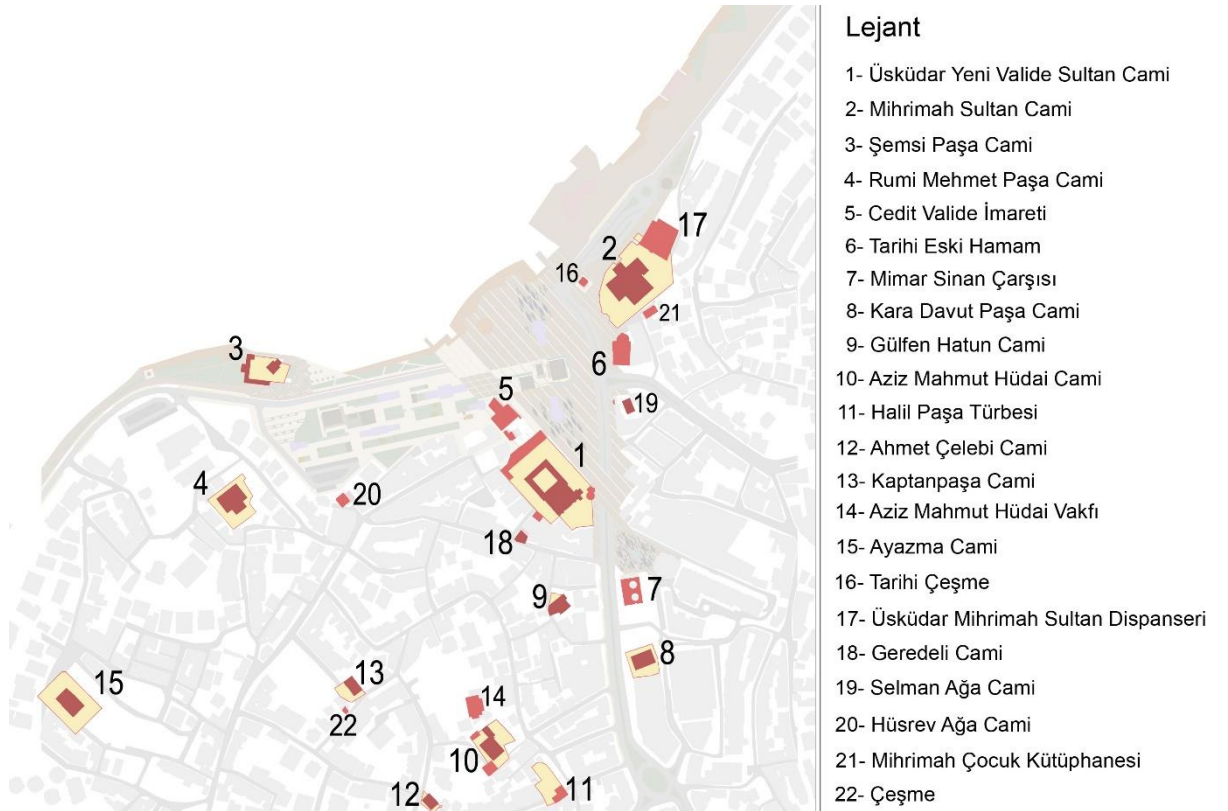 17
2
16
21
3
6
5
19
1
4
20
18
7
9
8
13
15
14
22
10
11
12
Lejant
1- Üsküdar Yeni Valide Sultan Cami
2- Mihrimah Sultan Cami
3- Şemsi Paşa Cami
4- Rumi Mehmet Paşa Cami
5- Cedit Valide İmareti
6- Tarihi Eski Hamam
7- Mimar Sinan Çarşısı
8- Kara Davut Paşa Cami
9- Gülfen Hatun Cami
10- Aziz Mahmut Hüdai Cami
11- Halil Paşa Türbesi
12- Ahmet Çelebi Cami
13- Kaptanpaşa Cami
14- Aziz Mahmut Hüdai Vakfı
15- Ayazma Cami
16- Tarihi Çeşme
17- Üsküdar Mihrimah Sultan Dispanseri
18- Geredeli Cami
19- Selman Ağa Cami
20- Hüsrev Ağa Cami
21- Mihrimah Çocuk Kütüphanesi
22- Çeşme